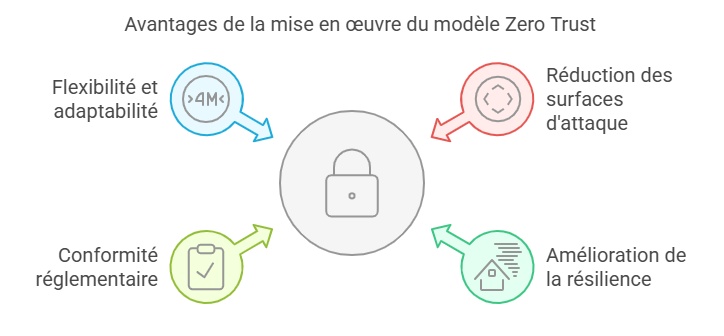 Avantages de la mise en œuvre du modèle Zero Trust
Flexibilité et
adaptabilité
>4M<
Réduction des
surfaces
d'attaque
Conformité
réglementaire
Amélioration de
la résilience